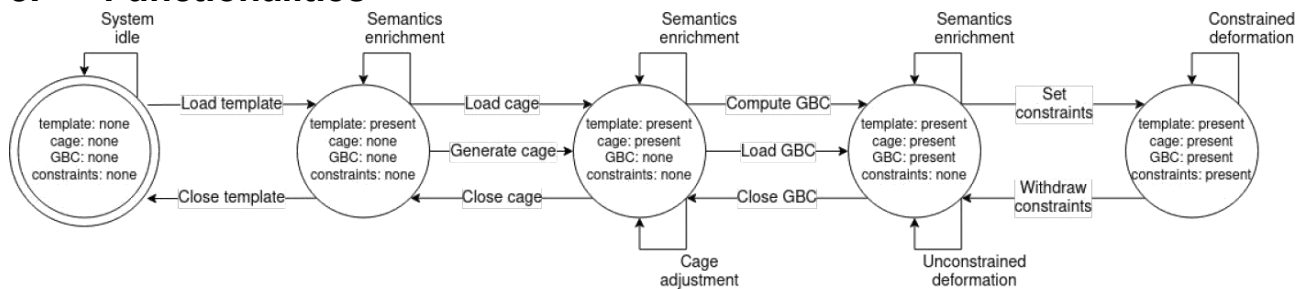 Functionalities
System
idle
Semantics
enrichment
Semantics
enrichment
Semantics
enrichment
Constrained
deformation
Load template
Load cage
Compute GBC
Set
constraints
template: none
cage: none
GBC: none
constraints: none
template: present
cage: none
GBC: none
constraints: none
template: present
cage: present
GBC: none
constraints: none
template: present
cage: present
GBC: present
constraints: none
template: present
cage: present
GBC: present
constraints: present
Generate cage
Load GBC
Close template
Close cage
Close GBC
Withdraw
constraints
Cage
adjustment
Unconstrained
deformation